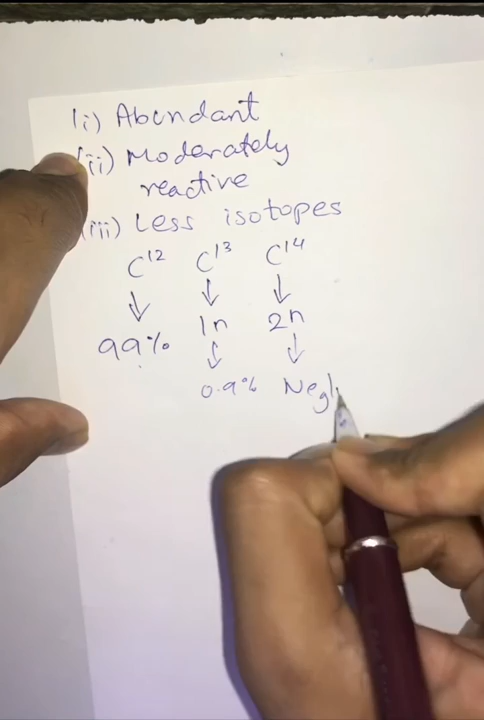 (i) Abundant
(ii) Moderately
reactive
(iii) Less isotopes
C¹² C¹³ C¹⁴
↓ ↓ ↓
99% 1n 2n
↓ ↓
0.9% Negl